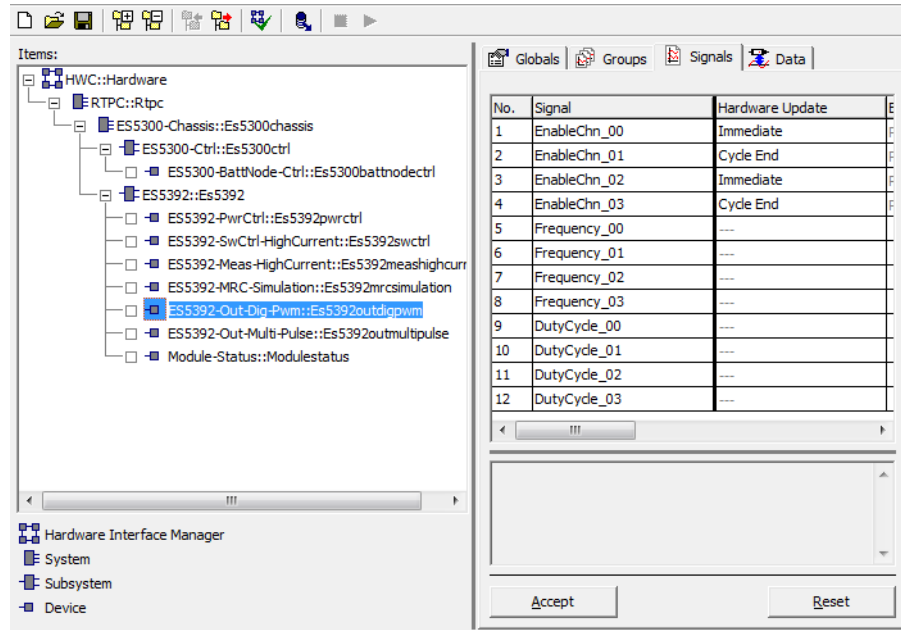 Items:
HWC::Hardware
RTPC::Rtpc
ES5300-Chassis::Es5300chassis
ES5300-Ctrl::Es5300ctrl
ES5300-BattNode-Ctrl::Es5300battnodectrl
ES5392::Es5392
ES5392-PwrCtrl::Es5392pwrctrl
ES5392-SwCtrl-HighCurrent::Es5392swctrl
ES5392-Meas-HighCurrent::Es5392meashighcurr
ES5392-MRC-Simulation::Es5392mrcsimulation
ES5392-Out-Dig-Pwm::Es5392outdigpwm
ES5392-Out-Multi-Pulse::Es5392outmultipulse
Module-Status::Modulestatus
Hardware Interface Manager
System
Subsystem
Device
Globals Groups Signals Data
No. Signal Hardware Update E
1 EnableChn_00 Immediate
2 EnableChn_01 Cycle End
3 EnableChn_02 Immediate
4 EnableChn_03 Cycle End
5 Frequency_00 ---
6 Frequency_01 ---
7 Frequency_02 ---
8 Frequency_03 ---
9 DutyCycle_00 ---
10 DutyCycle_01 ---
11 DutyCycle_02 ---
12 DutyCycle_03 ---
Accept Reset